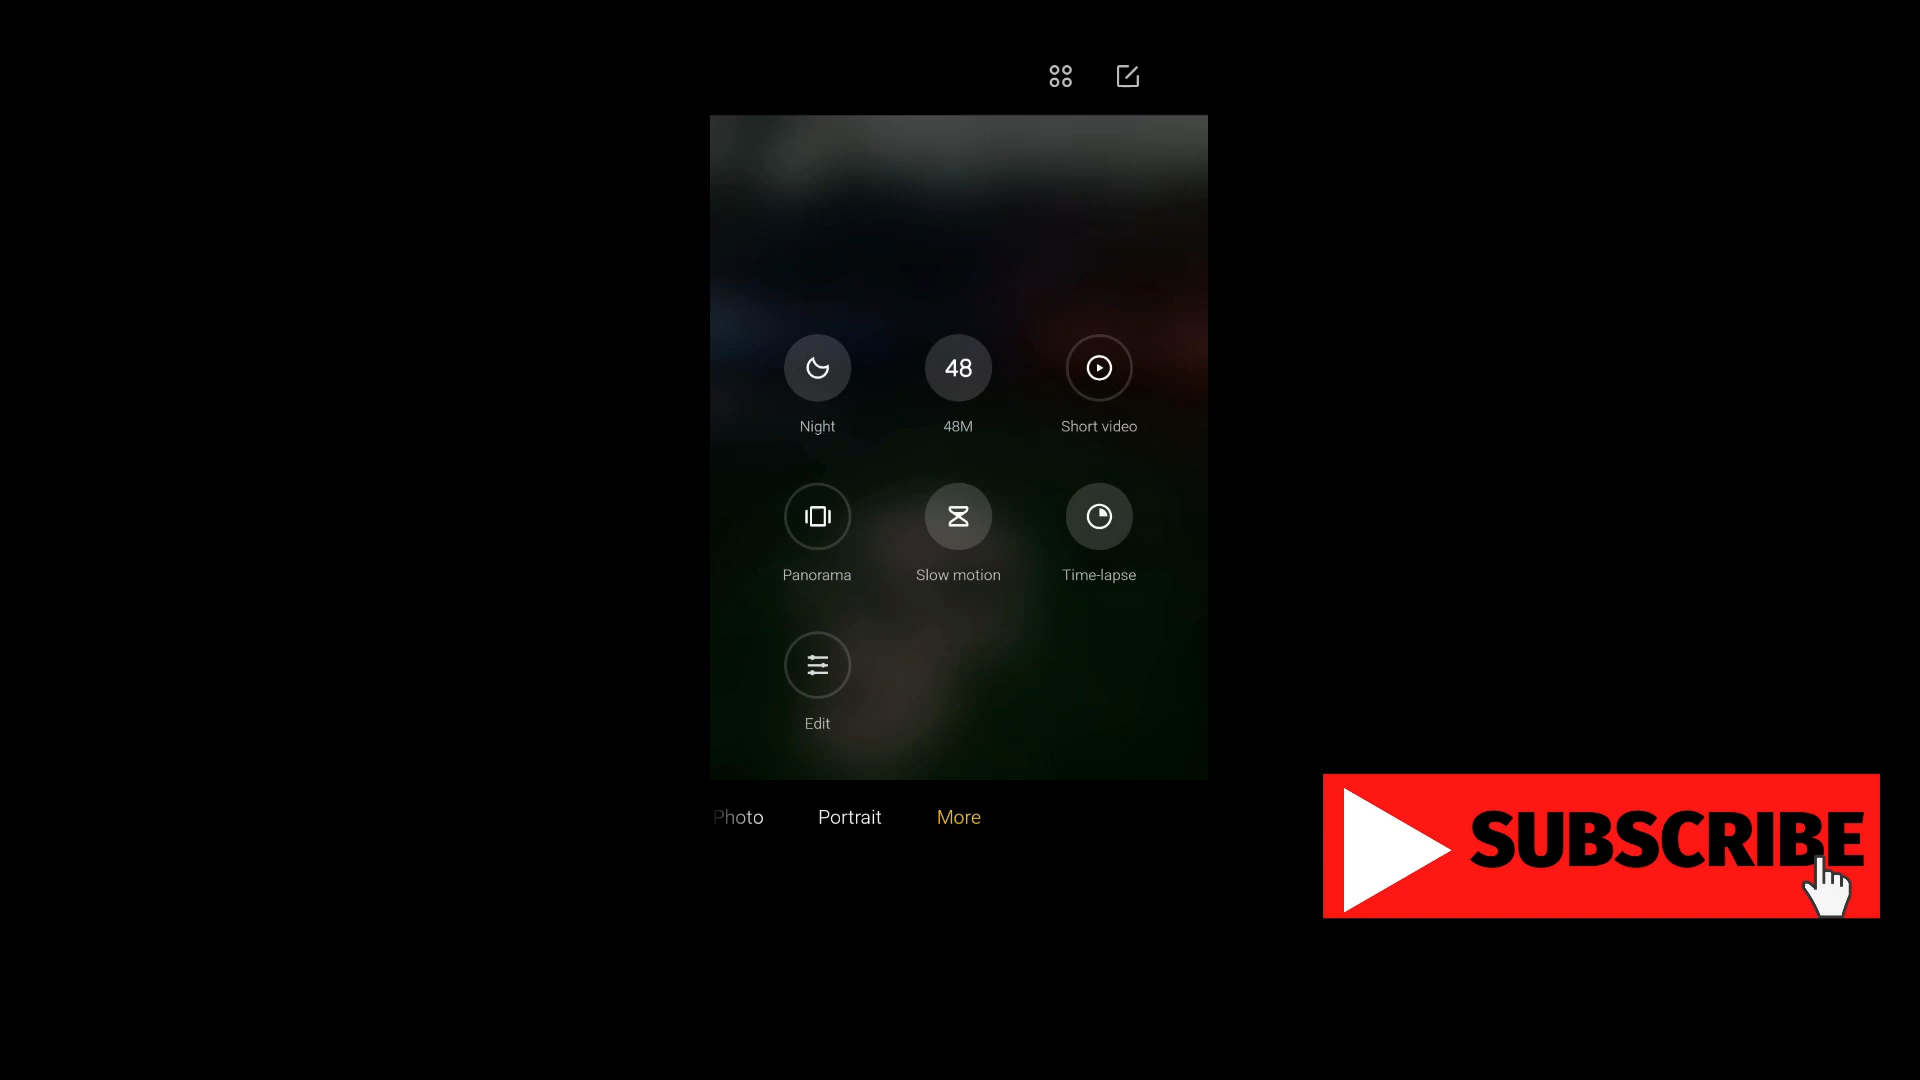 48
Night
48M
Short video
Panorama
Slow motion
Time-lapse
Edit
Photo
Portrait
More
SUBSCRIBE